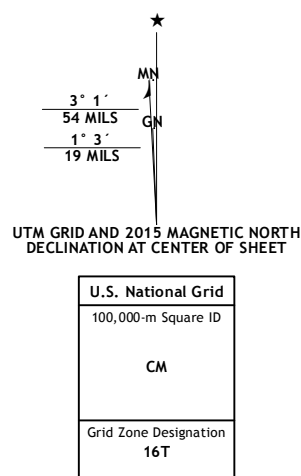 ★
MN
3° 1´
54 MILS
GN
1° 3´
19 MILS
UTM GRID AND 2015 MAGNETIC NORTH
DECLINATION AT CENTER OF SHEET
U.S. National Grid
100,000-m Square ID
CM
Grid Zone Designation
16T